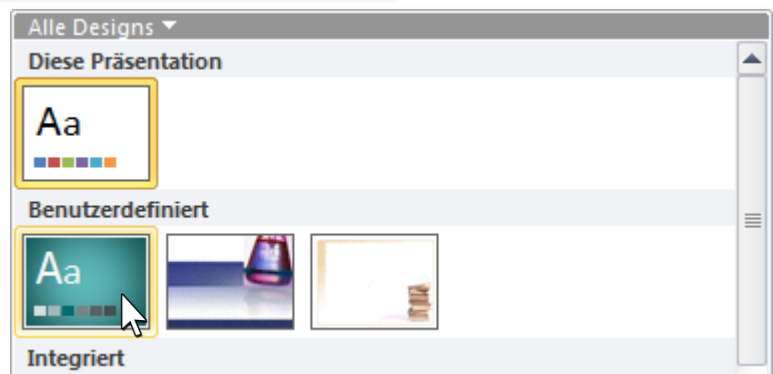 Alle Designs
Diese Präsentation
Aa
Benutzerdefiniert
Aa
Integriert